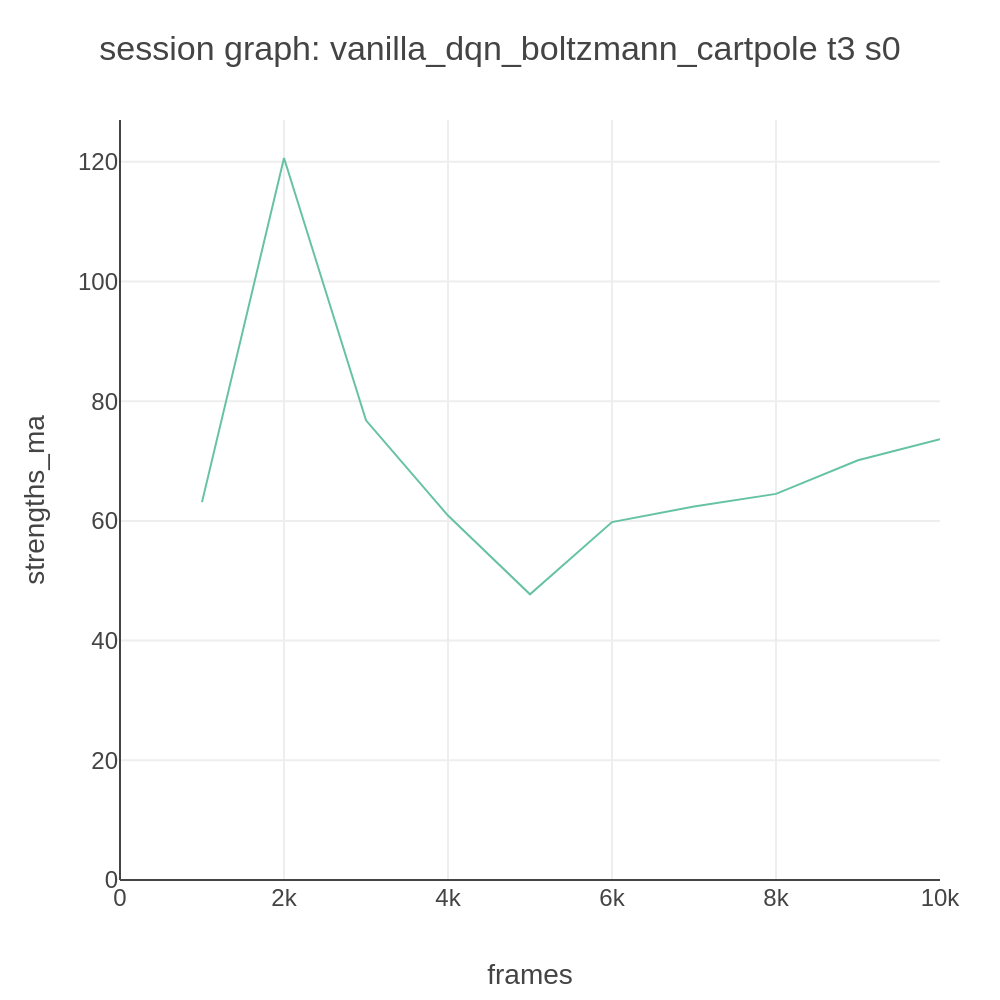 session graph: vanilla_dqn_boltzmann_cartpole t3 s0
120
100
80
60
40
20
0
strengths_ma
0 2k 4k 6k 8k 10k
frames